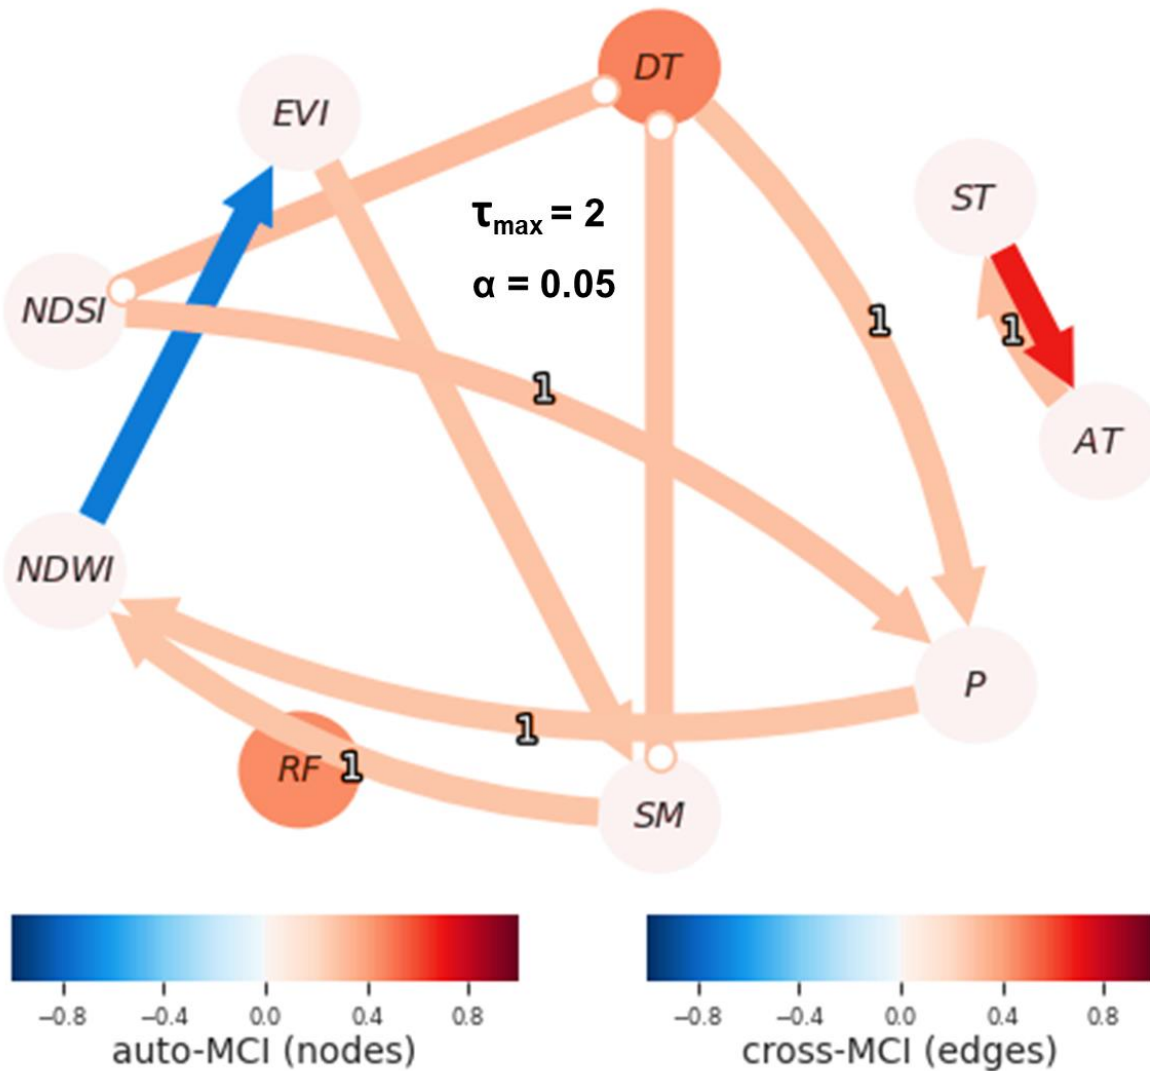 DT
EVI
ST
τmax = 2
α = 0.05
NDSI
1
1
1
AT
NDWI
P
1
RF
1
SM
−0.8 −0.4 0.0 0.4 0.8
auto-MCI (nodes)
−0.8 −0.4 0.0 0.4 0.8
cross-MCI (edges)